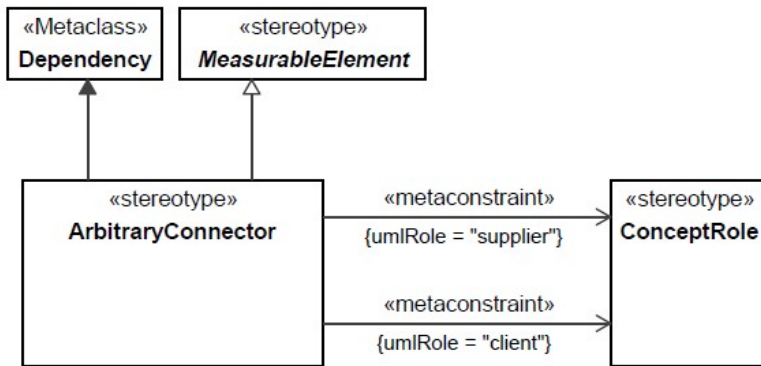 «Metaclass»
Dependency
«stereotype»
MeasurableElement
«stereotype»
ArbitraryConnector
«metaconstraint»
{umlRole = "supplier"}
«metaconstraint»
{umlRole = "client"}
«stereotype»
ConceptRole